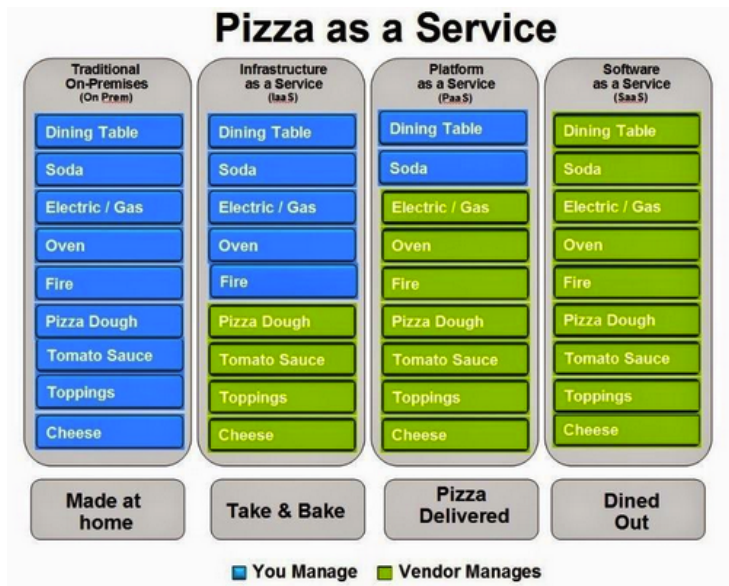 Pizza as a Service
Traditional
On-Premises
(On Prem)
Dining Table
Soda
Electric / Gas
Oven
Fire
Pizza Dough
Tomato Sauce
Toppings
Cheese
Made at
home
Infrastructure
as a Service
(IaaS)
Dining Table
Soda
Electric / Gas
Oven
Fire
Pizza Dough
Tomato Sauce
Toppings
Cheese
Take & Bake
Platform
as a Service
(PaaS)
Dining Table
Soda
Electric / Gas
Oven
Fire
Pizza Dough
Tomato Sauce
Toppings
Cheese
Pizza
Delivered
Software
as a Service
(SaaS)
Dining Table
Soda
Electric / Gas
Oven
Fire
Pizza Dough
Tomato Sauce
Toppings
Cheese
Dined
Out
You Manage
Vendor Manages